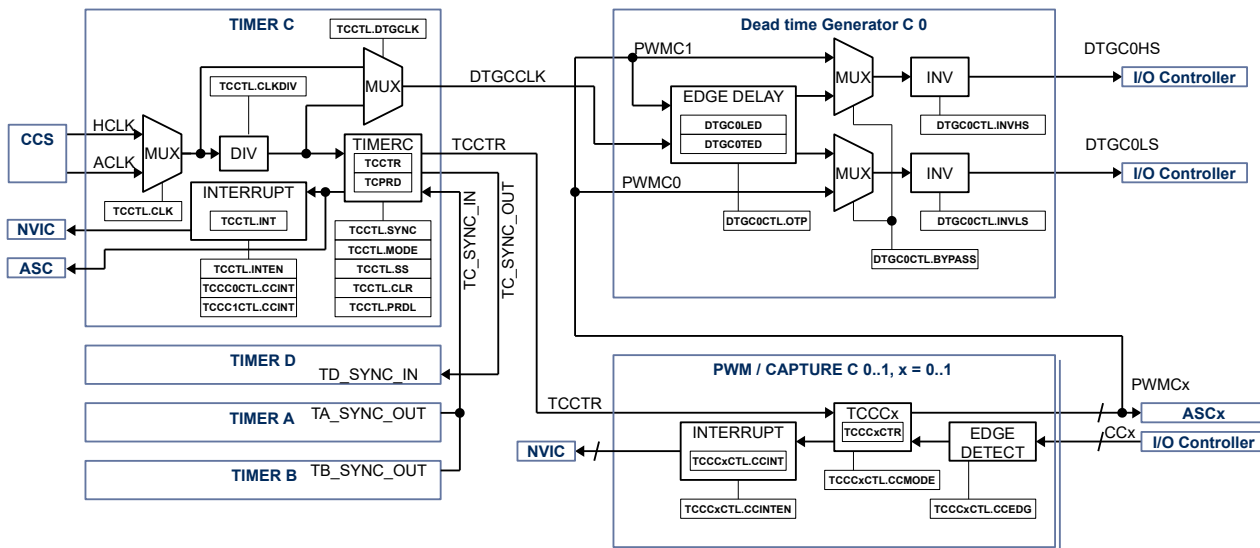 TIMER C
TCCTL.DTGCLK
MUX
TCCTL.CLKDIV
CCS
HCLK
ACLK
MUX
DIV
TCCTL.CLK
TIMERC
TCCTR
TCPRD
INTERRUPT
TCCTL.INT
TCCTL.INTEN
TCCC0CTL.CCINT
TCCC1CTL.CCINT
TCCTL.SYNC
TCCTL.MODE
TCCTL.SS
TCCTL.CLR
TCCTL.PRDL
NVIC
ASC
DTGCCLK
TCCTR
TC_SYNC_IN
TC_SYNC_OUT
TIMER D
TD_SYNC_IN
TIMER A
TA_SYNC_OUT
TIMER B
TB_SYNC_OUT
Dead time Generator C 0
PWMC1
MUX
INV
EDGE DELAY
DTGC0LED
DTGC0TED
DTGC0CTL.INVHS
PWMC0
MUX
INV
DTGC0CTL.OTP
DTGC0CTL.INVLS
DTGC0CTL.BYPASS
DTGC0HS
I/O Controller
DTGC0LS
I/O Controller
PWM / CAPTURE C 0..1, x = 0..1
TCCTR
TCCCx
TCCCxCTR
INTERRUPT
TCCCxCTL.CCINT
EDGE
DETECT
TCCCxCTL.CCMODE
TCCCxCTL.CCINTEN
TCCCxCTL.CCEDG
NVIC
PWMCx
ASCx
CCx
I/O Controller